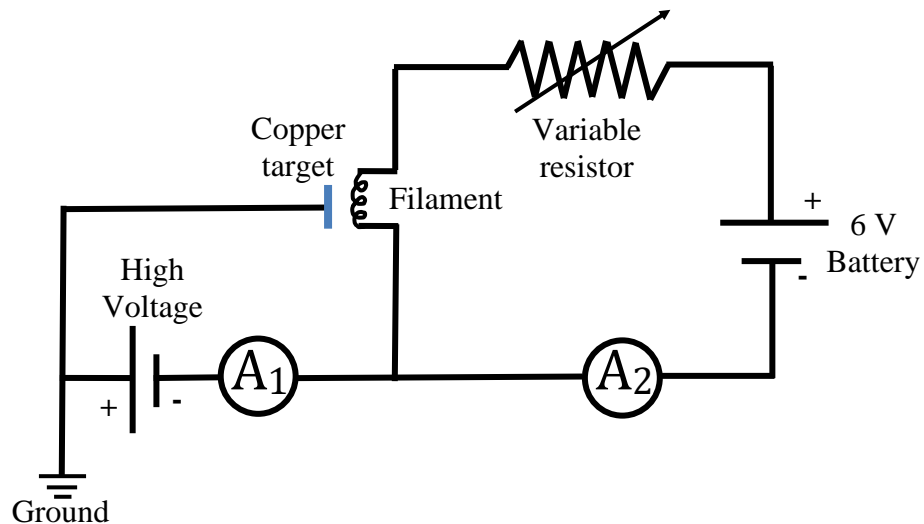 Copper
target
Variable
resistor
Filament
+
6 V
Battery
-
High
Voltage
A1
A2
+
-
Ground